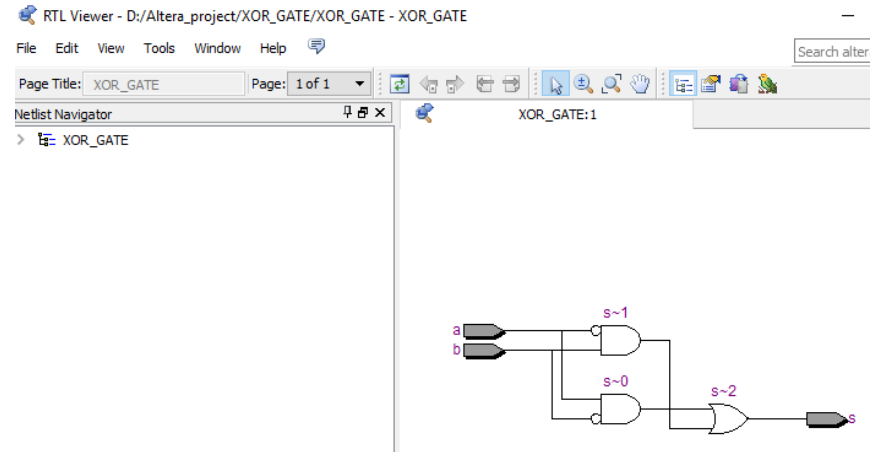 RTL Viewer - D:/Altera_project/XOR_GATE/XOR_GATE - XOR_GATE
File Edit View Tools Window Help
Search alter
Page Title: XOR_GATE Page: 1 of 1
Netlist Navigator
XOR_GATE:1
XOR_GATE
s~1
a
b
s~0
s~2
s